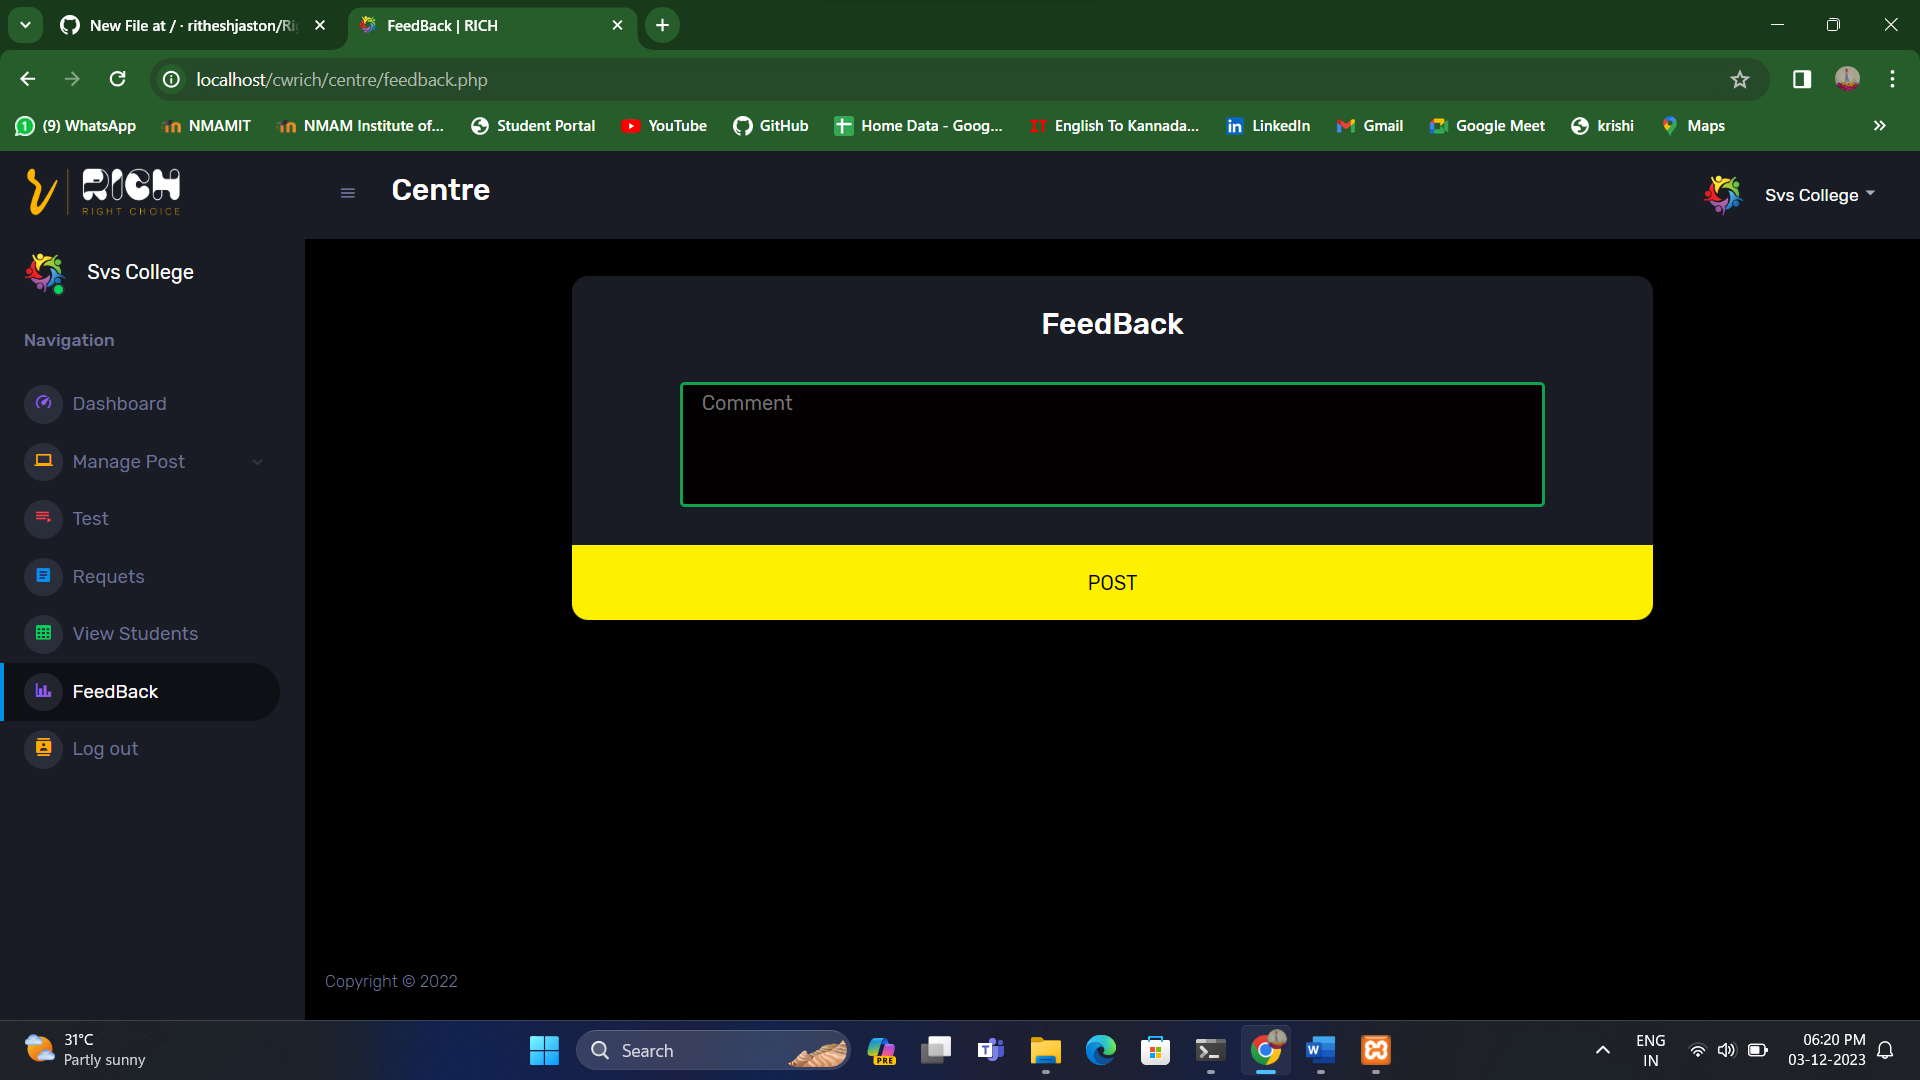 New File at / · ritheshjaston/Ri
FeedBack | RICH
localhost/cwrich/centre/feedback.php
(9) WhatsApp
NMAMIT
NMAM Institute of...
Student Portal
YouTube
GitHub
Home Data - Goog...
IT English To Kannada...
in LinkedIn
Gmail
Google Meet
krishi
Maps
RICH
RIGHT CHOICE
Centre
Svs College
Svs College
Navigation
Dashboard
Manage Post
Test
Requets
View Students
FeedBack
Log out
FeedBack
Comment
POST
Copyright © 2022
31°C
Partly sunny
Search
PRE
ENG
IN
06:20 PM
03-12-2023